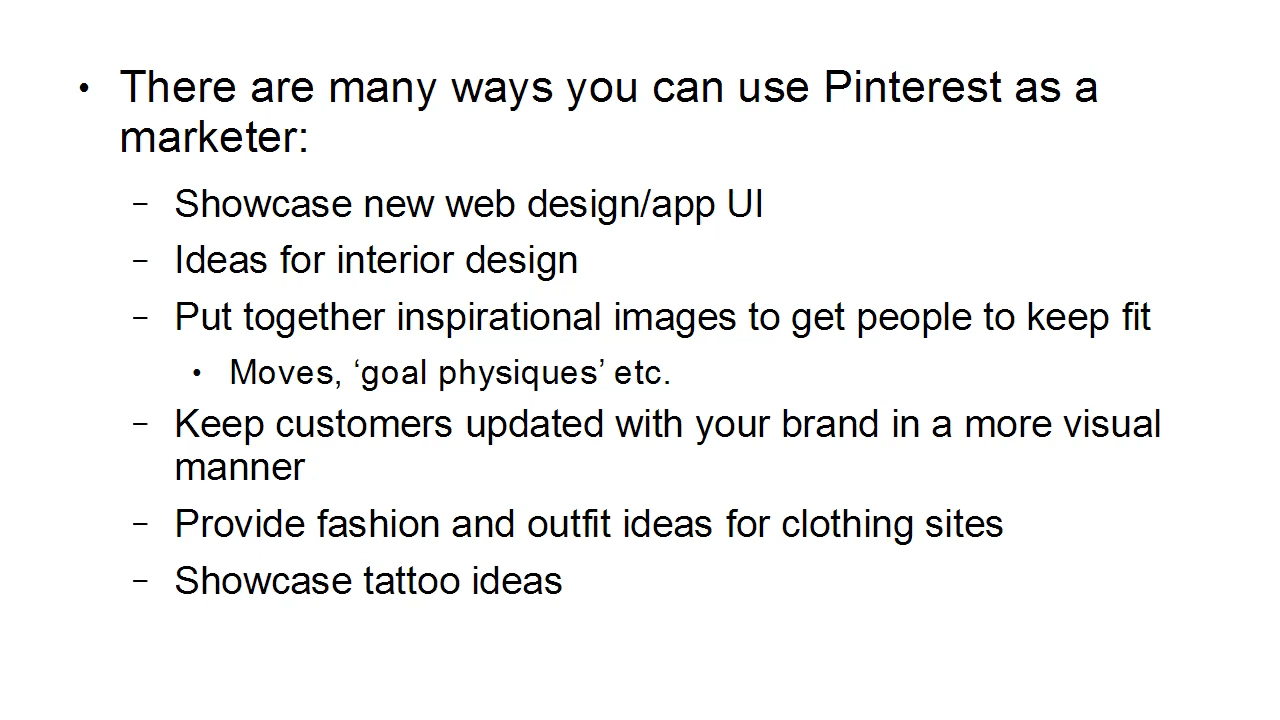 • There are many ways you can use Pinterest as a
marketer:
– Showcase new web design/app UI
– Ideas for interior design
– Put together inspirational images to get people to keep fit
• Moves, ‘goal physiques’ etc.
– Keep customers updated with your brand in a more visual
manner
– Provide fashion and outfit ideas for clothing sites
– Showcase tattoo ideas